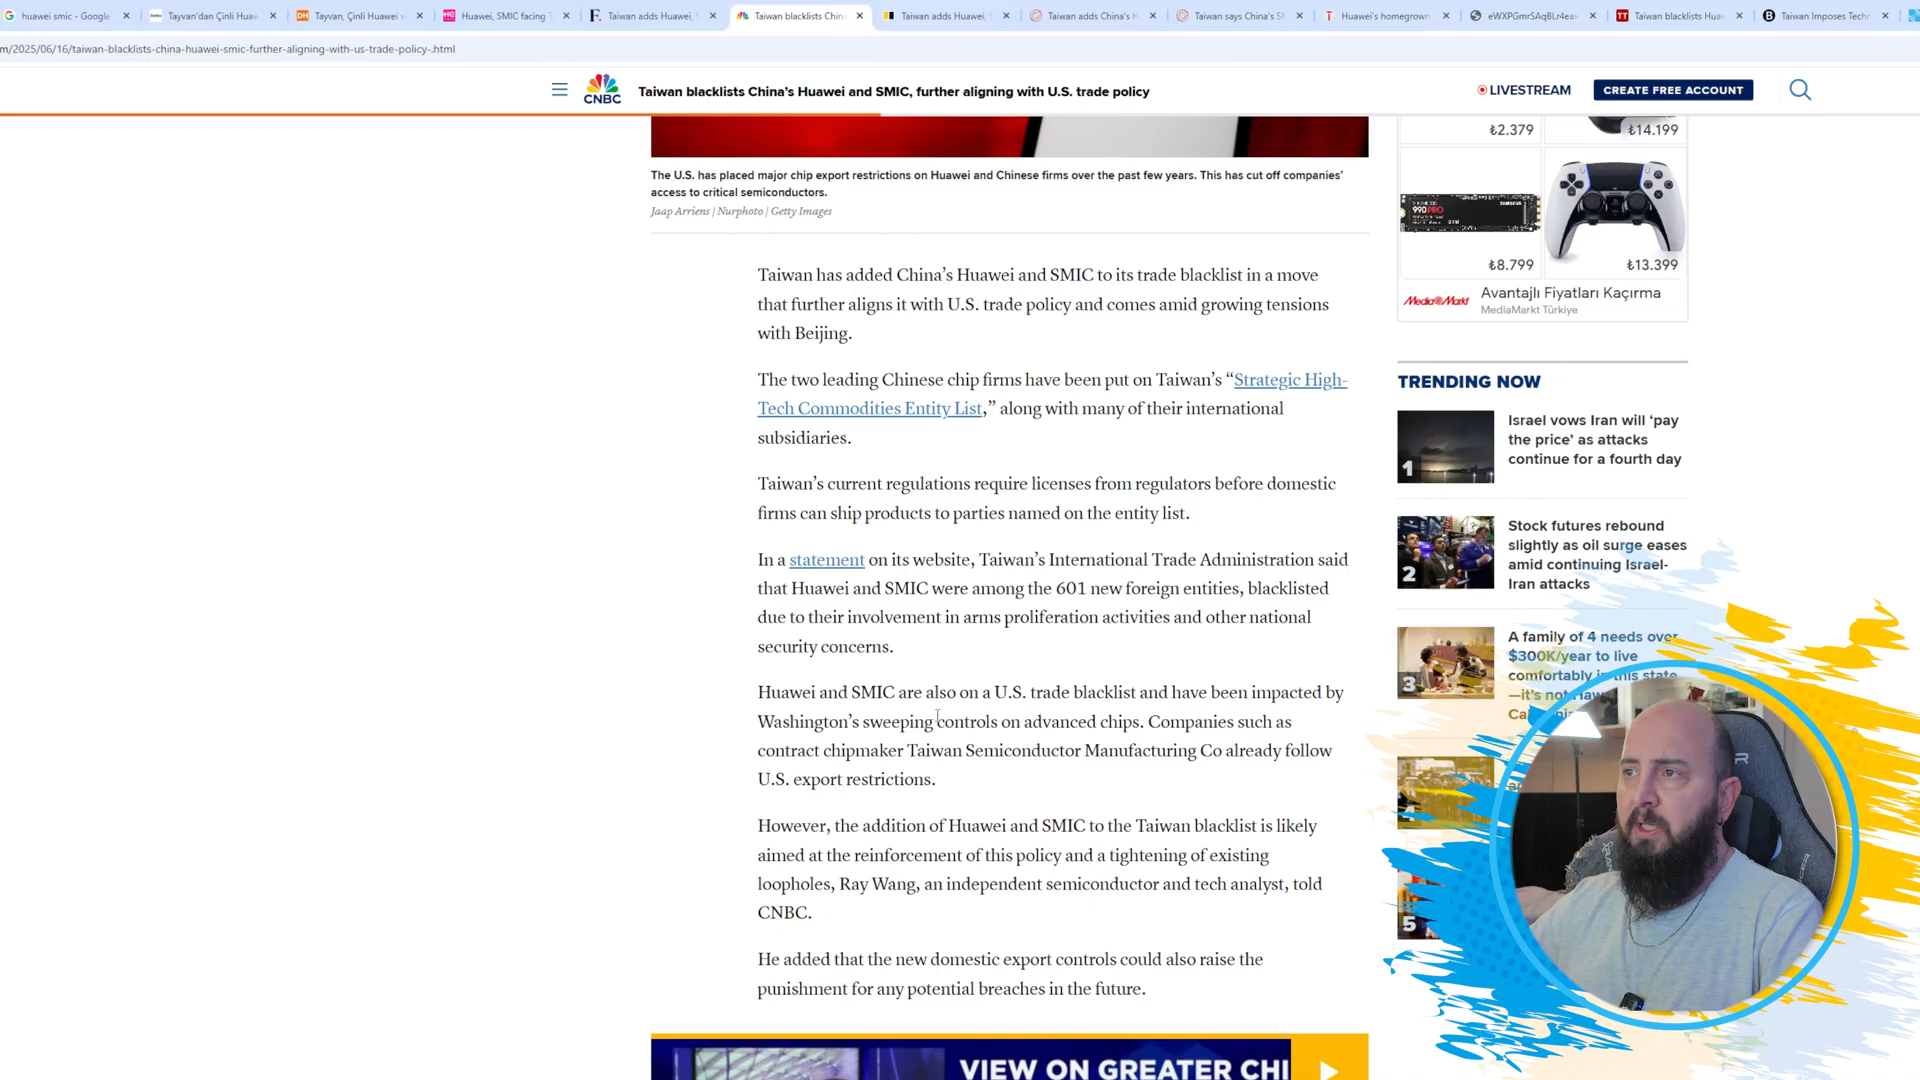 huawei smic - Google
Tayvan'dan Çinli Huaw
Tayvan, Çinli Huawei v
Huawei, SMIC facing
Taiwan adds Huawei,
Taiwan blacklists Chin
Taiwan adds Huawei,
Taiwan adds China's H
Taiwan says China's S
Huawei's homegrown
eWXPGmrSAqBLr4eax
Taiwan blacklists Hua
Taiwan Imposes Tech
m/2025/06/16/taiwan-blacklists-china-huawei-smic-further-aligning-with-us-trade-policy-.html
CNBC
Taiwan blacklists China's Huawei and SMIC, further aligning with U.S. trade policy
LIVESTREAM
CREATE FREE ACCOUNT
The U.S. has placed major chip export restrictions on Huawei and Chinese firms over the past few years. This has cut off companies'
access to critical semiconductors.
Jaap Arriens | Nurphoto | Getty Images
Taiwan has added China's Huawei and SMIC to its trade blacklist in a move
that further aligns it with U.S. trade policy and comes amid growing tensions
with Beijing.
The two leading Chinese chip firms have been put on Taiwan's “Strategic High-
Tech Commodities Entity List,” along with many of their international
subsidiaries.
Taiwan's current regulations require licenses from regulators before domestic
firms can ship products to parties named on the entity list.
In a statement on its website, Taiwan's International Trade Administration said
that Huawei and SMIC were among the 601 new foreign entities, blacklisted
due to their involvement in arms proliferation activities and other national
security concerns.
Huawei and SMIC are also on a U.S. trade blacklist and have been impacted by
Washington's sweeping controls on advanced chips. Companies such as
contract chipmaker Taiwan Semiconductor Manufacturing Co already follow
U.S. export restrictions.
However, the addition of Huawei and SMIC to the Taiwan blacklist is likely
aimed at the reinforcement of this policy and a tightening of existing
loopholes, Ray Wang, an independent semiconductor and tech analyst, told
CNBC.
He added that the new domestic export controls could also raise the
punishment for any potential breaches in the future.
VIEW ON GREATER CHI
₺2.379
₺14.199
SAMSUNG
990 PRO
₺8.799
₺13.399
MediaMarkt
Avantajlı Fiyatları Kaçırma
MediaMarkt Türkiye
TRENDING NOW
1
Israel vows Iran will ‘pay
the price’ as attacks
continue for a fourth day
2
Stock futures rebound
slightly as oil surge eases
amid continuing Israel-
Iran attacks
3
A family of 4 needs over
$300K/year to live
comfortably in this state
—it's not
5